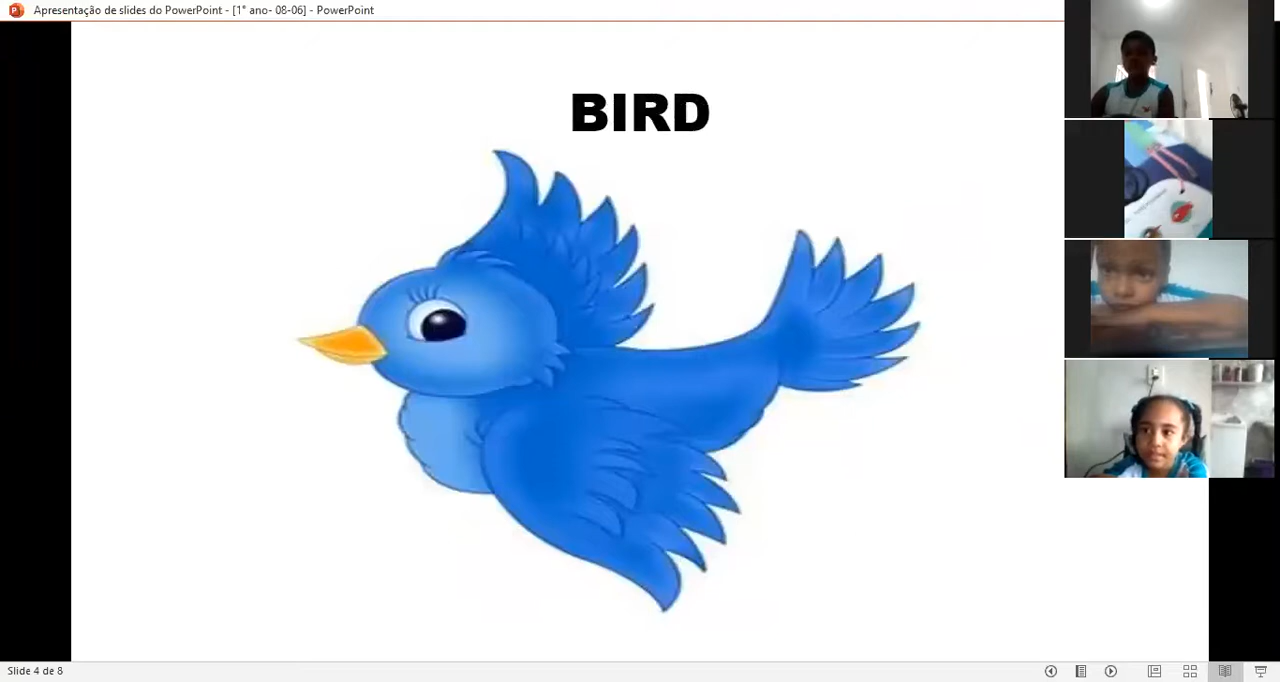 Apresentação de slides do PowerPoint - [1° ano- 08-06] - PowerPoint
BIRD
Slide 4 de 8